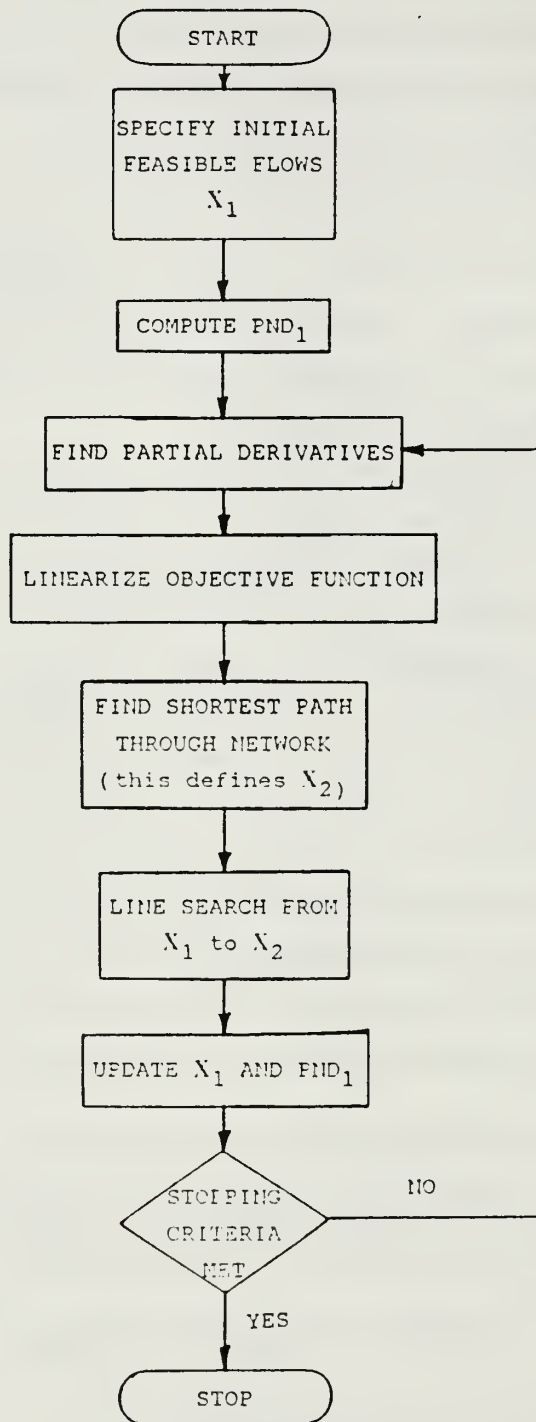 START
SPECIFY INITIAL
FEASIBLE FLOWS
X₁
COMPUTE PND₁
FIND PARTIAL DERIVATIVES
LINEARIZE OBJECTIVE FUNCTION
FIND SHORTEST PATH
THROUGH NETWORK
(this defines X₂)
LINE SEARCH FROM
X₁ to X₂
UPDATE X₁ AND PND₁
STOPPING
CRITERIA
MET
NO
YES
STOP